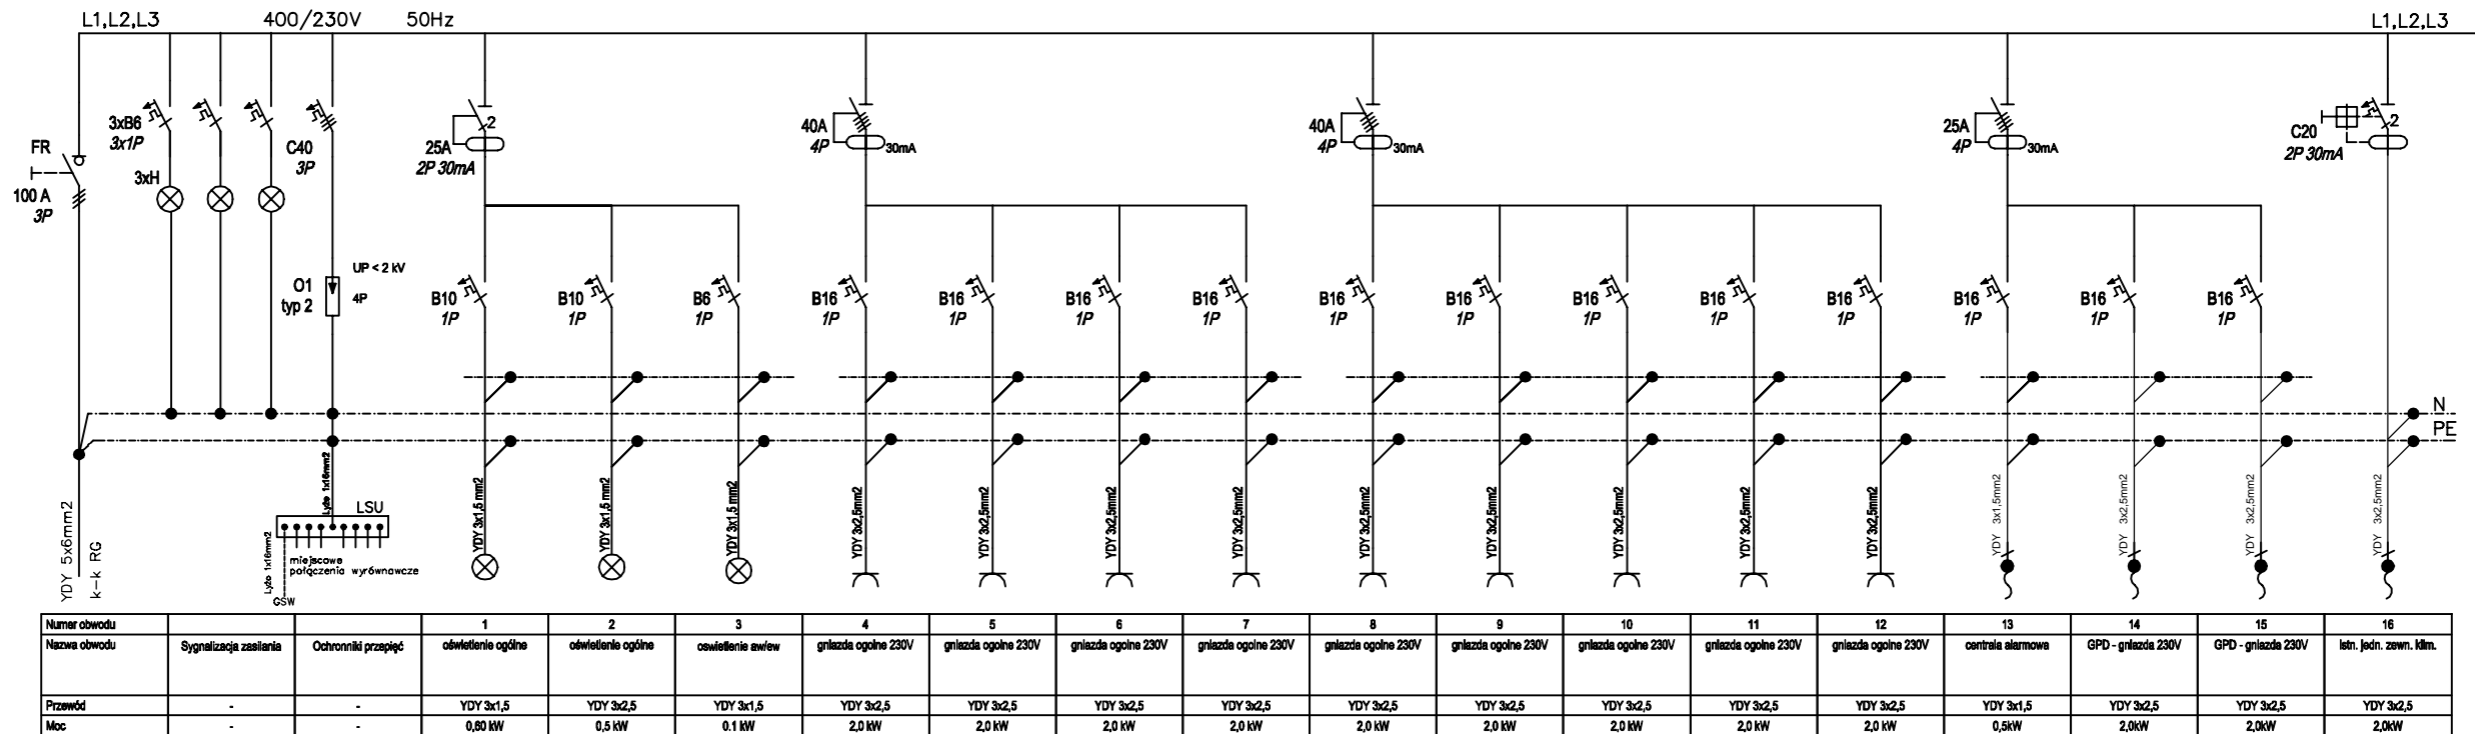 L1,L2,L3 400/230V 50Hz L1,L2,L3
FR
100 A
3P
3xB6
3x1P
3xH
C40
3P
O1
typ 2
UP < 2 kV
4P
25A
2P 30mA
2
40A
4P
30mA
40A
4P
30mA
25A
4P
30mA
C20
2P 30mA
2
B10
1P
B10
1P
B6
1P
B16
1P
B16
1P
B16
1P
B16
1P
B16
1P
B16
1P
B16
1P
B16
1P
B16
1P
B16
1P
B16
1P
B16
1P
N
PE
YDY 5x6mm2
k-k RG
Lyżo 1x16mm2
LSU
Lyżo 1x16mm2
miejscowe
połączenia wyrównawcze
GSW
YDY 3x1,5 mm2
YDY 3x1,5 mm2
YDY 3x1,5 mm2
YDY 3x2,5mm2
YDY 3x2,5mm2
YDY 3x2,5mm2
YDY 3x2,5mm2
YDY 3x2,5mm2
YDY 3x2,5mm2
YDY 3x2,5mm2
YDY 3x2,5mm2
YDY 3x2,5mm2
YDY 3x1,5mm2
YDY 3x2,5mm2
YDY 3x2,5mm2
YDY 3x2,5mm2
Numer obwodu 1 2 3 4 5 6 7 8 9 10 11 12 13 14 15 16
Nazwa obwodu Sygnalizacja zasilania Ochronniki przepięć oświetlenie ogólne oświetlenie ogólne oswietlenie aw/ew gniazda ogolne 230V gniazda ogolne 230V gniazda ogolne 230V gniazda ogolne 230V gniazda ogolne 230V gniazda ogolne 230V gniazda ogolne 230V gniazda ogolne 230V gniazda ogolne 230V centrala alarmowa GPD - gniazda 230V GPD - gniazda 230V istn. jedn. zewn. klim.
Przewód - - YDY 3x1,5 YDY 3x2,5 YDY 3x1,5 YDY 3x2,5 YDY 3x2,5 YDY 3x2,5 YDY 3x2,5 YDY 3x2,5 YDY 3x2,5 YDY 3x2,5 YDY 3x2,5 YDY 3x2,5 YDY 3x1,5 YDY 3x2,5 YDY 3x2,5 YDY 3x2,5
Moc - - 0,60 kW 0,5 kW 0.1 kW 2,0 kW 2,0 kW 2,0 kW 2,0 kW 2,0 kW 2,0 kW 2,0 kW 2,0 kW 2,0 kW 0,5kW 2,0kW 2,0kW 2,0kW